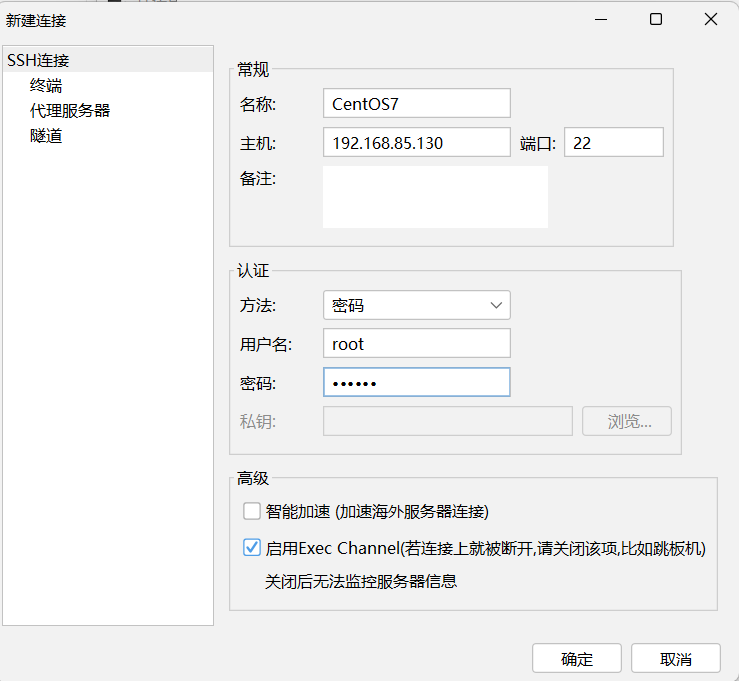 新建连接
SSH连接
终端
代理服务器
隧道
常规
名称: CentOS7
主机: 192.168.85.130 端口: 22
备注:
认证
方法: 密码
用户名: root
密码: ••••••
私钥: 浏览...
高级
智能加速 (加速海外服务器连接)
启用Exec Channel(若连接上就被断开,请关闭该项,比如跳板机)
关闭后无法监控服务器信息
确定 取消